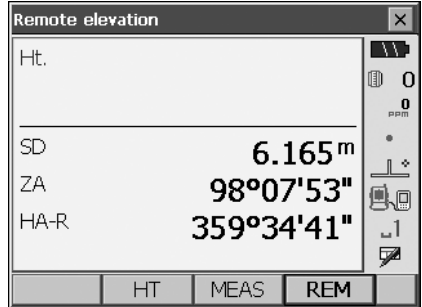 Remote elevation
Ht.
0
0
PPM
SD 6.165 m
ZA 98°07'53"
HA-R 359°34'41"
1
HT MEAS REM